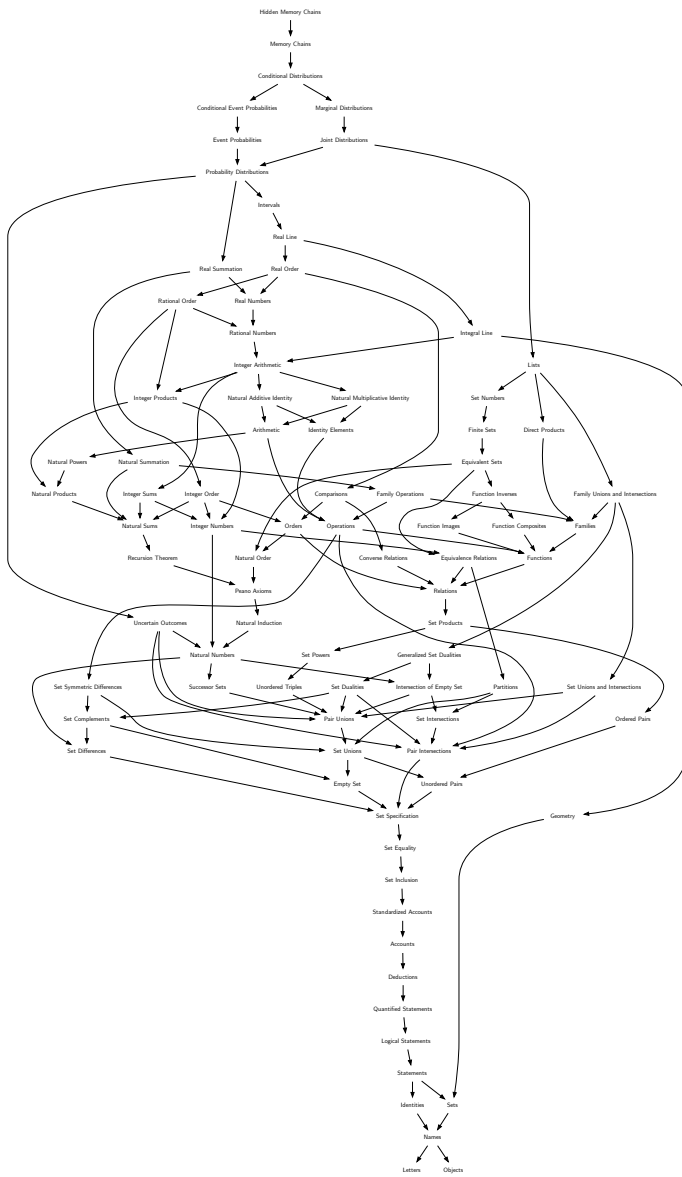 Hidden Memory Chains
Memory Chains
Conditional Distributions
Conditional Event Probabilities
Marginal Distributions
Event Probabilities
Joint Distributions
Probability Distributions
Intervals
Real Line
Real Summation
Real Order
Rational Order
Real Numbers
Rational Numbers
Integral Line
Integer Arithmetic
Lists
Integer Products
Natural Additive Identity
Natural Multiplicative Identity
Set Numbers
Arithmetic
Identity Elements
Finite Sets
Direct Products
Natural Powers
Natural Summation
Equivalent Sets
Natural Products
Integer Sums
Integer Order
Comparisons
Family Operations
Function Inverses
Family Unions and Intersections
Natural Sums
Integer Numbers
Orders
Operations
Function Images
Function Composites
Families
Recursion Theorem
Natural Order
Converse Relations
Equivalence Relations
Functions
Peano Axioms
Relations
Uncertain Outcomes
Natural Induction
Set Products
Natural Numbers
Set Powers
Generalized Set Dualities
Set Symmetric Differences
Successor Sets
Unordered Triples
Set Dualities
Intersection of Empty Set
Partitions
Set Unions and Intersections
Set Complements
Pair Unions
Set Intersections
Ordered Pairs
Set Differences
Set Unions
Pair Intersections
Empty Set
Unordered Pairs
Set Specification
Geometry
Set Equality
Set Inclusion
Standardized Accounts
Accounts
Deductions
Quantified Statements
Logical Statements
Statements
Identities
Sets
Names
Letters
Objects